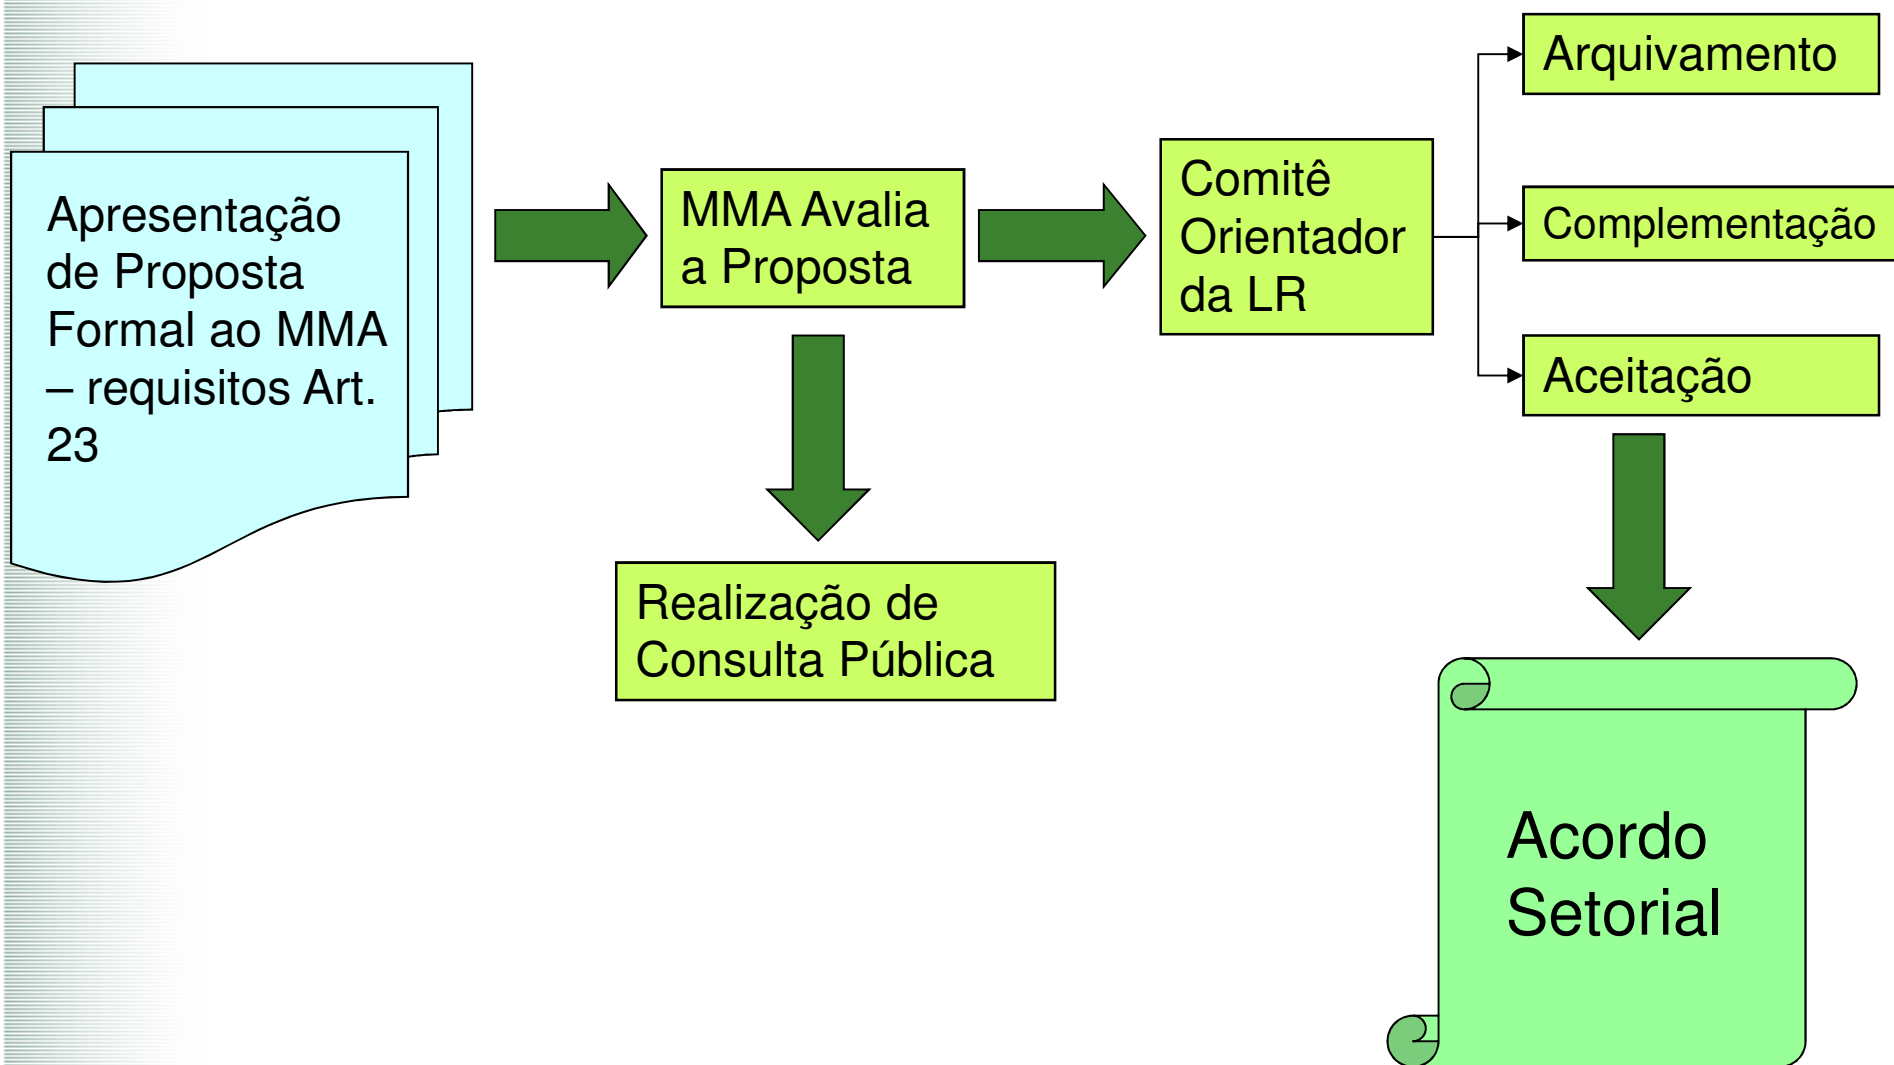 Apresentação
de Proposta
Formal ao MMA
– requisitos Art.
23
MMA Avalia
a Proposta
Realização de
Consulta Pública
Comitê
Orientador
da LR
Arquivamento
Complementação
Aceitação
Acordo
Setorial